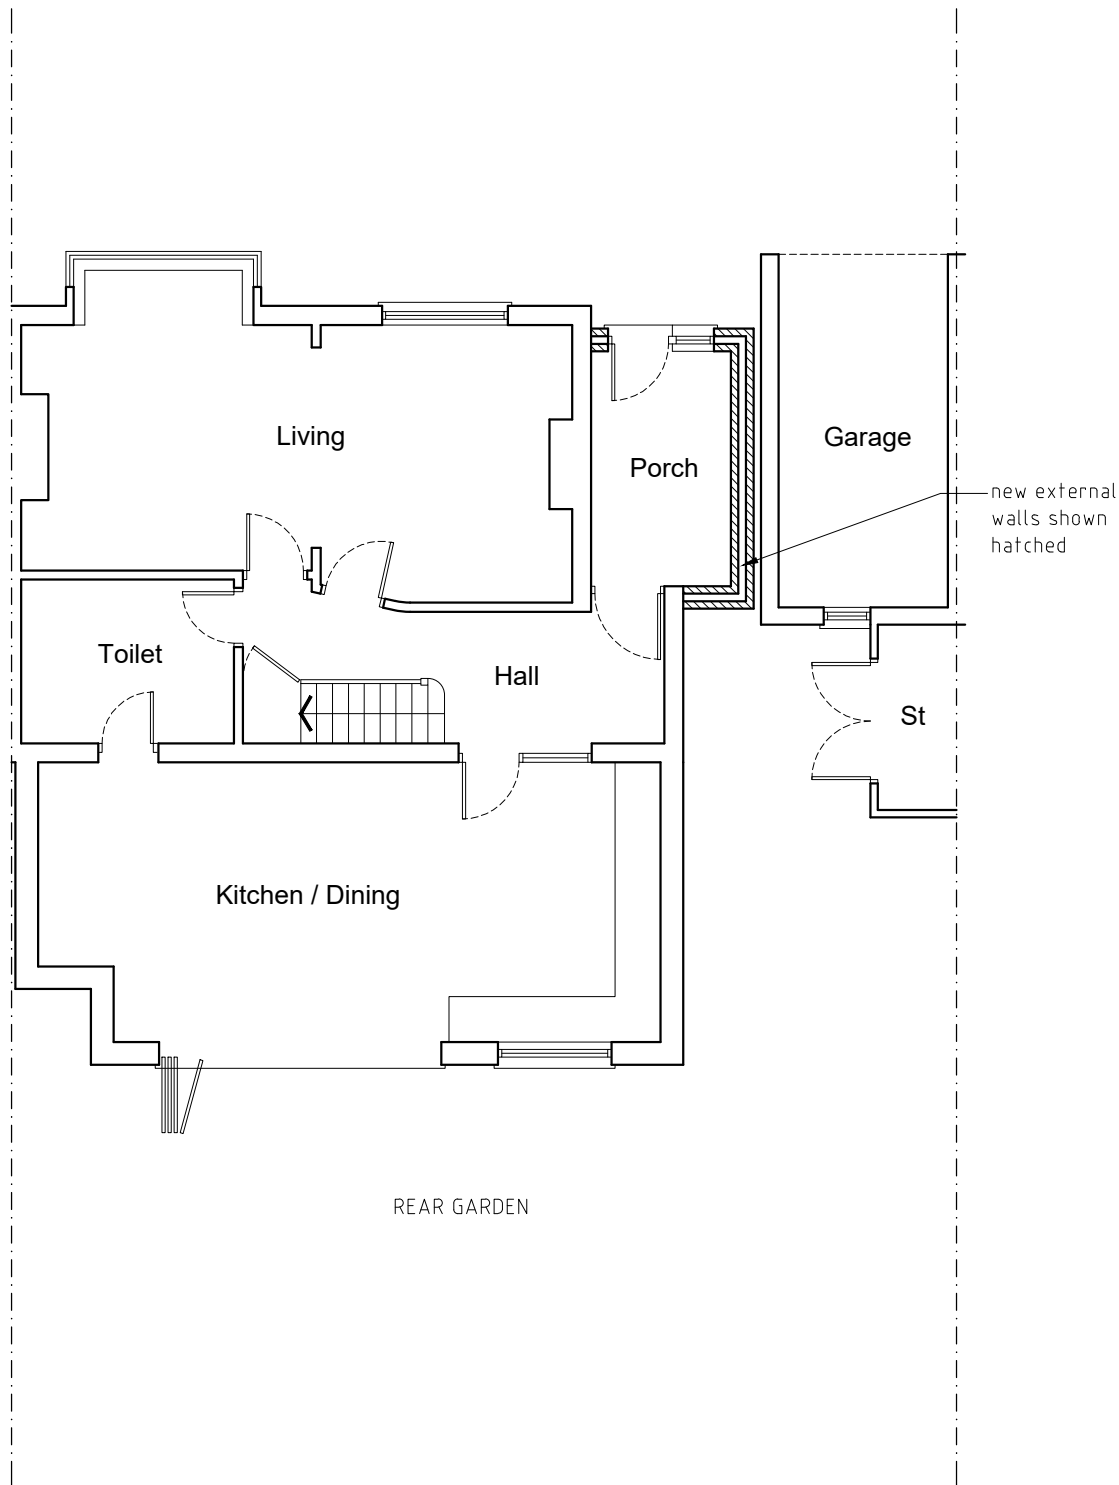 Living
Porch
Garage
new external
walls shown
hatched
Toilet
Hall
St
Kitchen / Dining
REAR GARDEN